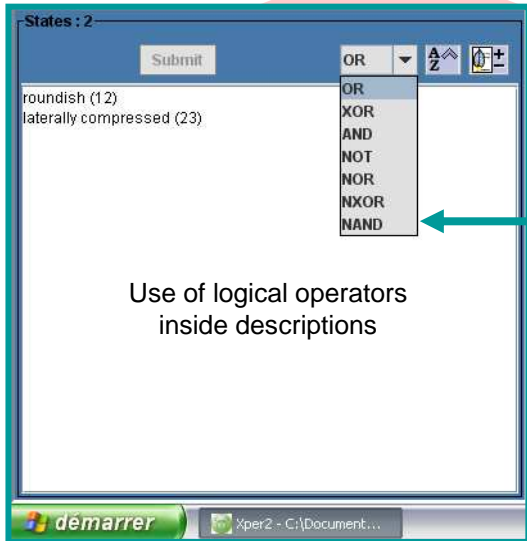 States : 2
Submit
OR
A
Z
OR
XOR
AND
NOT
NOR
NXOR
NAND
roundish (12)
laterally compressed (23)
Use of logical operators
inside descriptions
démarrer
Xper2 - C:\Document...